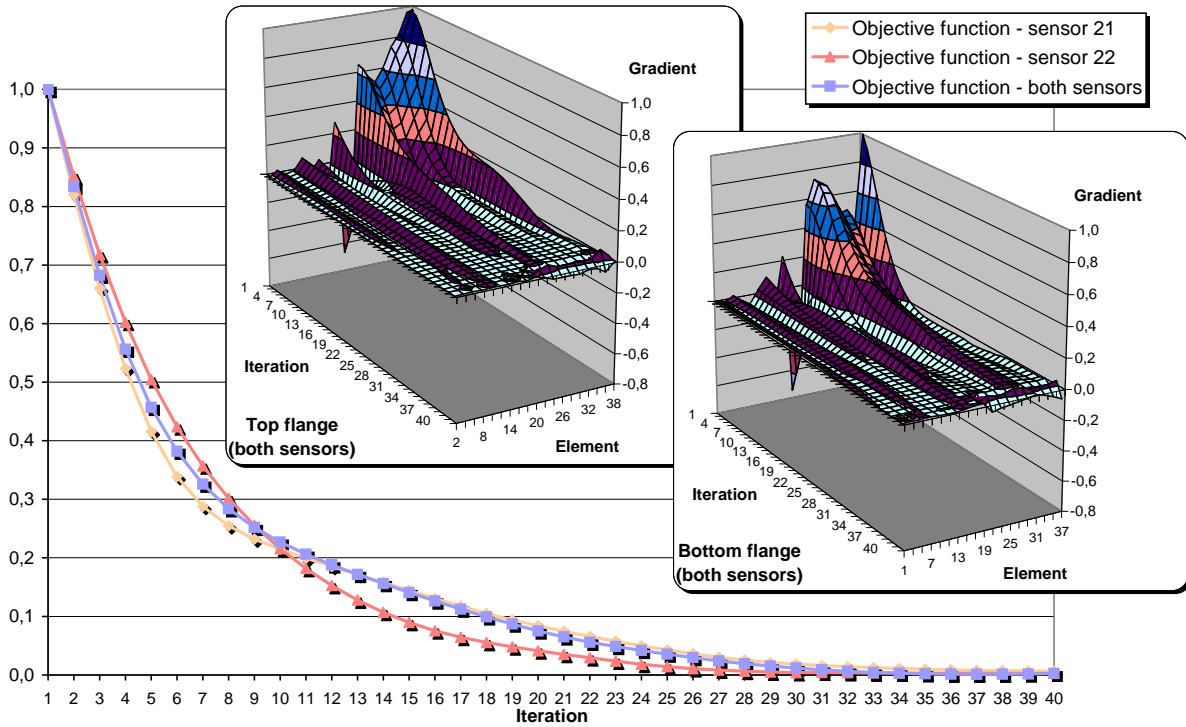 Objective function - sensor 21
Objective function - sensor 22
Objective function - both sensors
1,0
0,9
0,8
0,7
0,6
0,5
0,4
0,3
0,2
0,1
0,0
1 2 3 4 5 6 7 8 9 10 11 12 13 14 15 16 17 18 19 20 21 22 23 24 25 26 27 28 29 30 31 32 33 34 35 36 37 38 39 40
Iteration
Gradient
1,0
0,8
0,6
0,4
0,2
0,0
-0,2
-0,4
-0,6
-0,8
1 4 7 10 13 16 19 22 25 28 31 34 37 40
Iteration
2 8 14 20 26 32 38
Element
Top flange
(both sensors)
Gradient
1,0
0,8
0,6
0,4
0,2
0,0
-0,2
-0,4
-0,6
-0,8
1 4 7 10 13 16 19 22 25 28 31 34 37 40
Iteration
1 7 13 19 25 31 37
Element
Bottom flange
(both sensors)